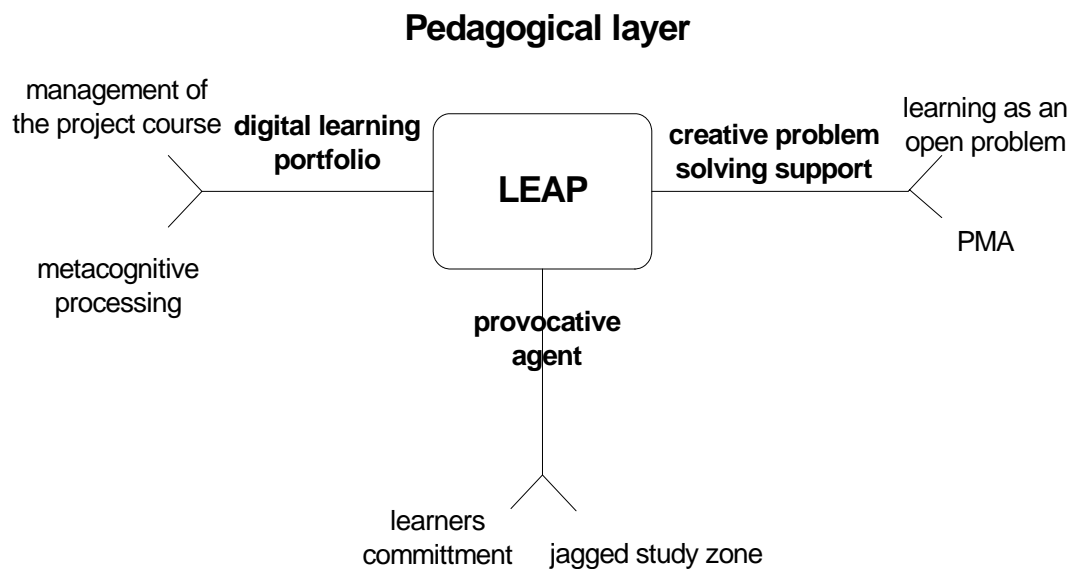 Pedagogical layer
management of
the project course
digital learning
portfolio
metacognitive
processing
LEAP
creative problem
solving support
learning as an
open problem
PMA
provocative
agent
learners
committment
jagged study zone